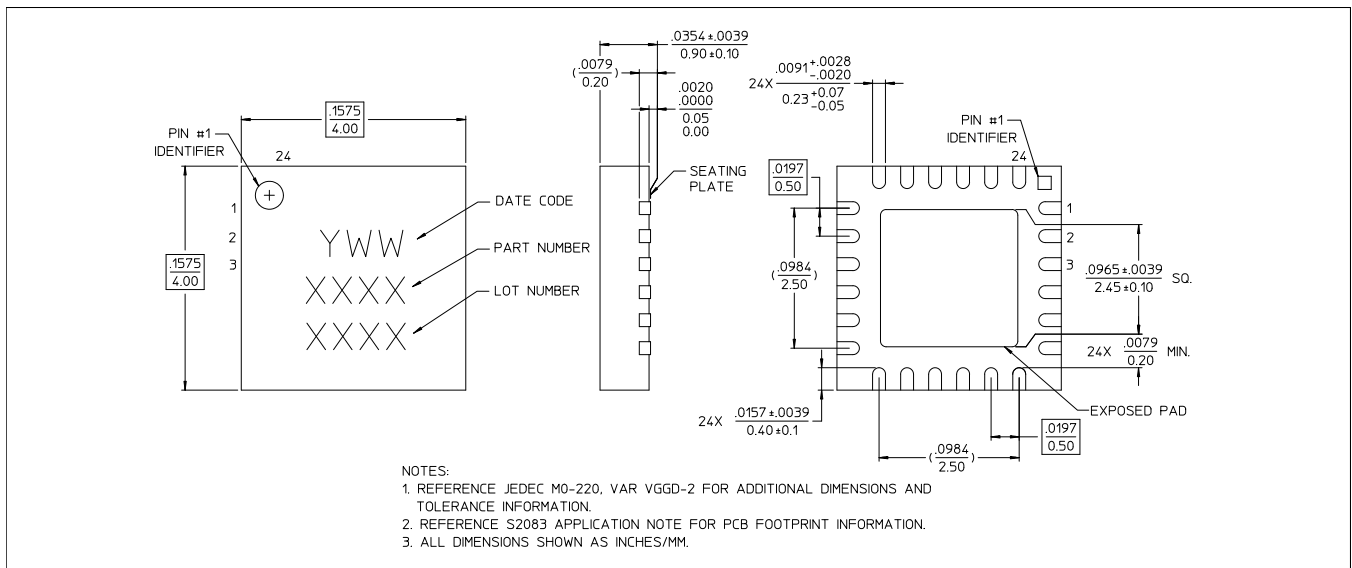 .1575
4.00
PIN #1
IDENTIFIER
24
1
2
3
.1575
4.00
YWW
XXXX
XXXX
DATE CODE
PART NUMBER
LOT NUMBER
.0354±.0039
0.90±0.10
(.0079)
0.20
.0020
.0000
0.05
0.00
SEATING
PLATE
24X .0091 +.0028
-.0020
0.23 +0.07
-0.05
PIN #1
IDENTIFIER
24
.0197
0.50
1
2
3
(.0984)
2.50
.0965±.0039
2.45±0.10 SQ.
24X .0079 MIN.
0.20
24X .0157±.0039
0.40±0.1
EXPOSED PAD
.0197
0.50
(.0984)
2.50
NOTES:
1. REFERENCE JEDEC MO-220, VAR VGGD-2 FOR ADDITIONAL DIMENSIONS AND
TOLERANCE INFORMATION.
2. REFERENCE S2083 APPLICATION NOTE FOR PCB FOOTPRINT INFORMATION.
3. ALL DIMENSIONS SHOWN AS INCHES/MM.